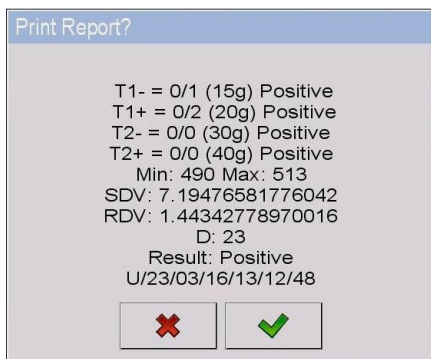 Print Report?
T1- = 0/1 (15g) Positive
T1+ = 0/2 (20g) Positive
T2- = 0/0 (30g) Positive
T2+ = 0/0 (40g) Positive
Min: 490 Max: 513
SDV: 7.19476581776042
RDV: 1.44342778970016
D: 23
Result: Positive
U/23/03/16/13/12/48